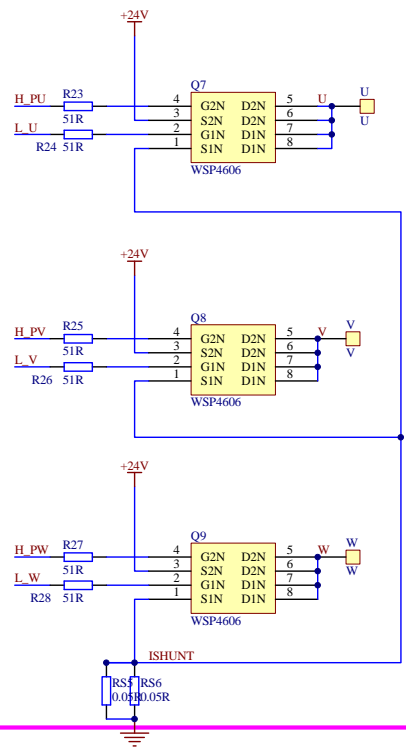 +24V
Q7
H_PU R23 4 G2N D2N 5 U U
3 S2N D2N 6
51R U
L_U 2 G1N D1N 7
R24 51R 1 S1N D1N 8
WSP4606
+24V
Q8
H_PV R25 4 G2N D2N 5 V V
3 S2N D2N 6
51R V
L_V 2 G1N D1N 7
R26 51R 1 S1N D1N 8
WSP4606
+24V
Q9
H_PW R27 4 G2N D2N 5 W W
3 S2N D2N 6
51R W
L_W 2 G1N D1N 7
R28 51R 1 S1N D1N 8
WSP4606
ISHUNT
RS5 RS6
0.05R 0.05R